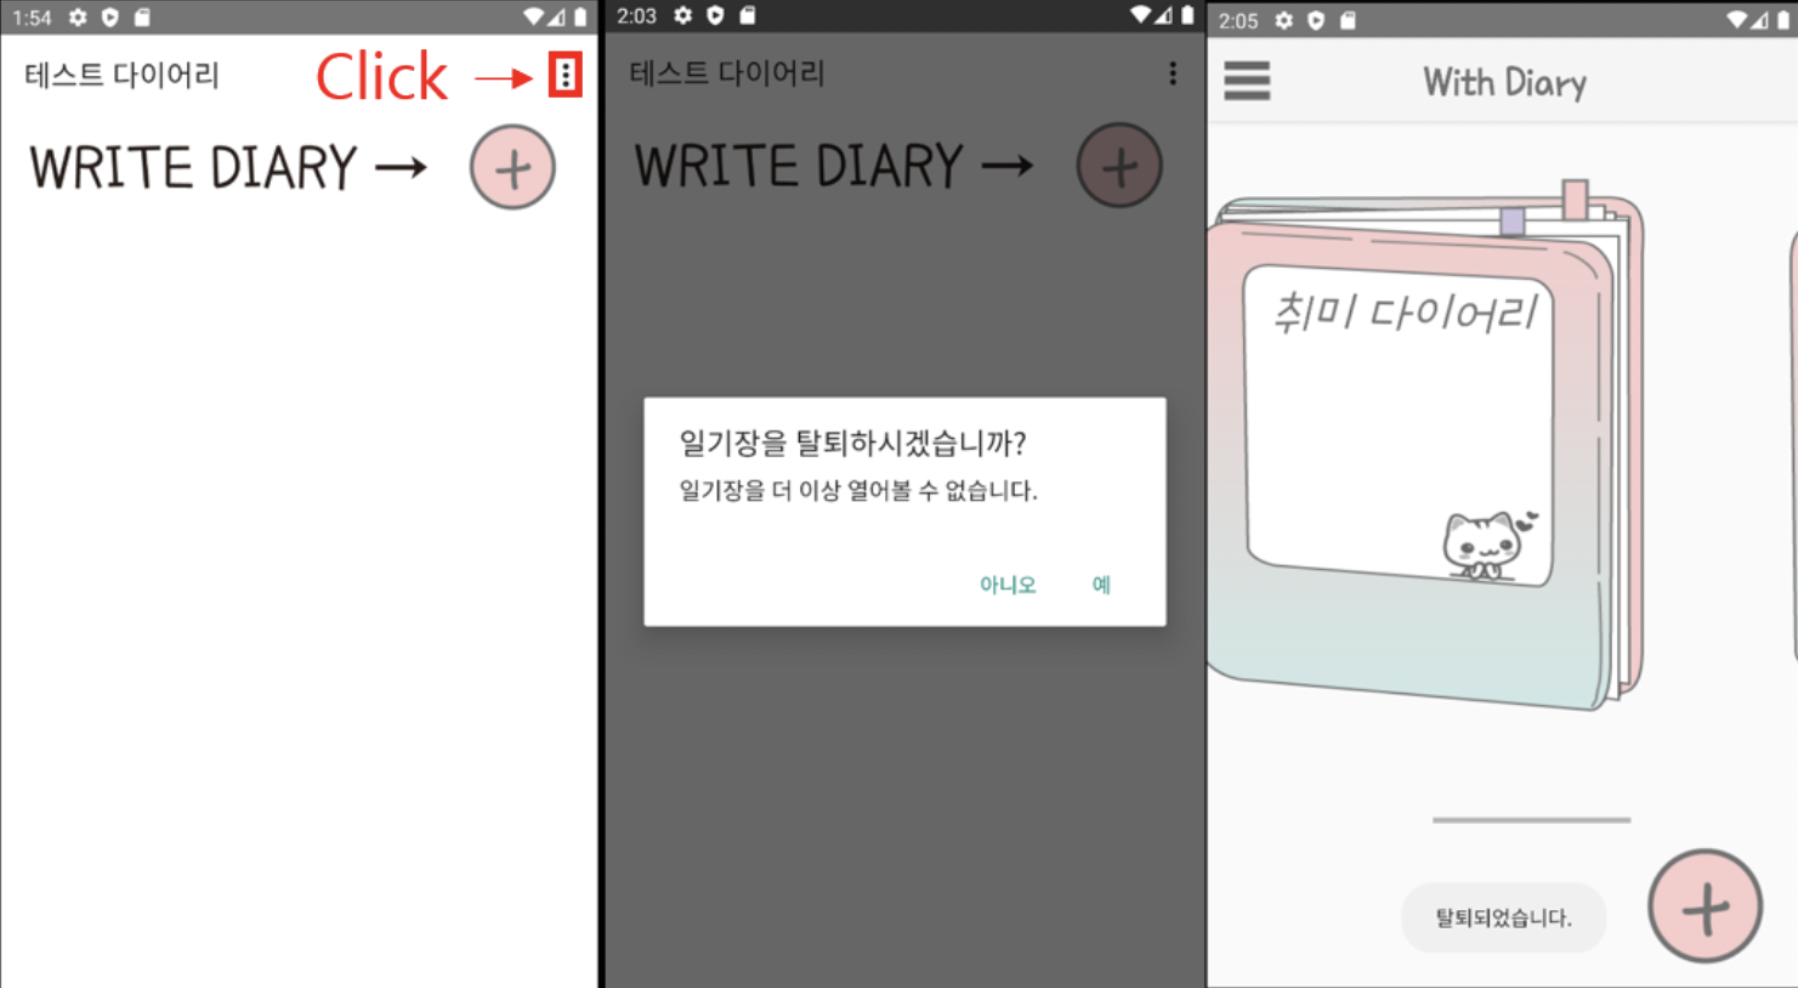 1:54
테스트 다이어리
Click →
WRITE DIARY →
+
2:03
테스트 다이어리
WRITE DIARY →
+
일기장을 탈퇴하시겠습니까?
일기장을 더 이상 열어볼 수 없습니다.
아니오 예
2:05
With Diary
취미 다이어리
탈퇴되었습니다.
+